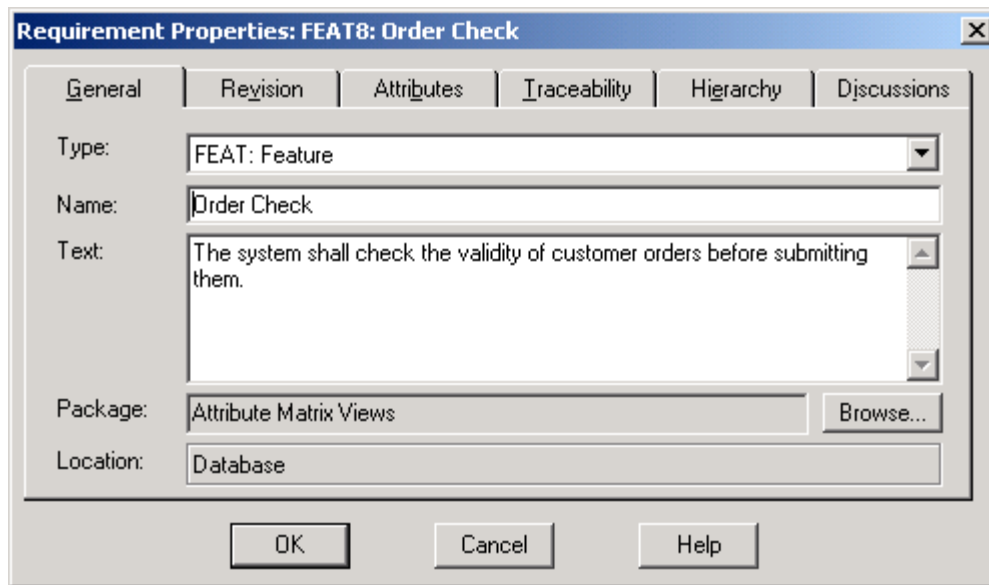 Requirement Properties: FEAT8: Order Check
General Revision Attributes Traceability Hierarchy Discussions
Type: FEAT: Feature
Name: Order Check
Text: The system shall check the validity of customer orders before submitting
them.
Package: Attribute Matrix Views Browse...
Location: Database
OK Cancel Help